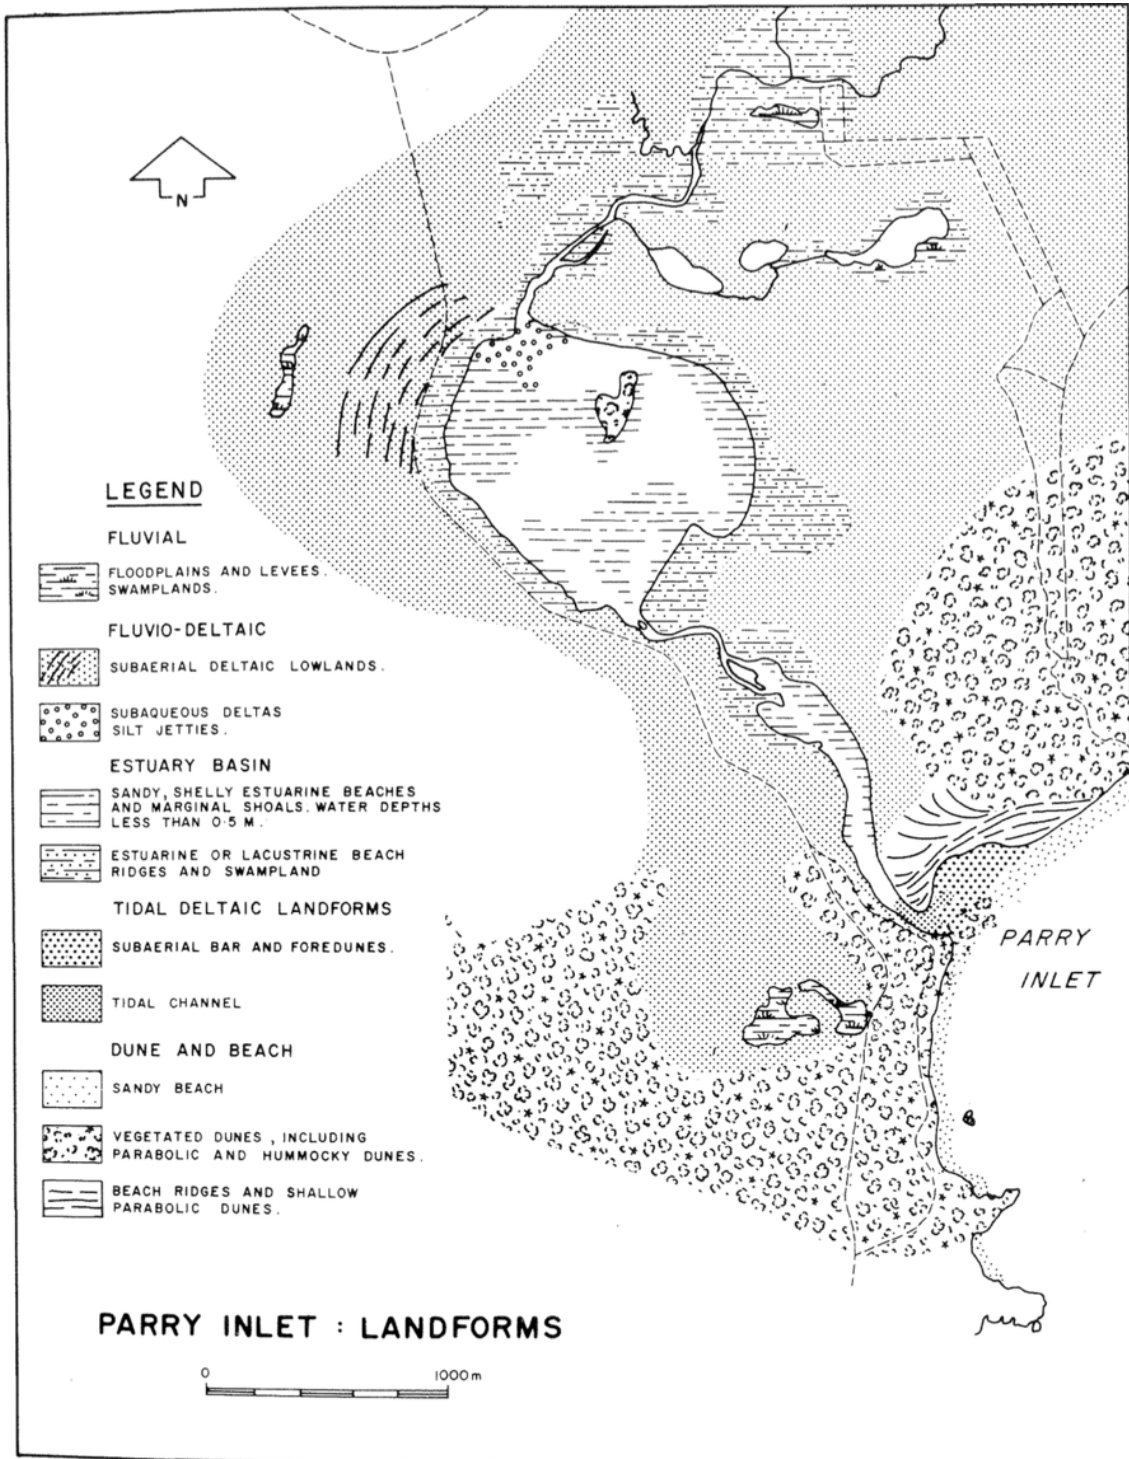 N
LEGEND
FLUVIAL
FLOODPLAINS AND LEVEES.
SWAMPLANDS.
FLUVIO-DELTAIC
SUBAERIAL DELTAIC LOWLANDS.
SUBAQUEOUS DELTAS
SILT JETTIES.
ESTUARY BASIN
SANDY, SHELLY ESTUARINE BEACHES
AND MARGINAL SHOALS. WATER DEPTHS
LESS THAN 0·5 M.
ESTUARINE OR LACUSTRINE BEACH
RIDGES AND SWAMPLAND
TIDAL DELTAIC LANDFORMS
SUBAERIAL BAR AND FOREDUNES.
TIDAL CHANNEL
DUNE AND BEACH
SANDY BEACH
VEGETATED DUNES, INCLUDING
PARABOLIC AND HUMMOCKY DUNES.
BEACH RIDGES AND SHALLOW
PARABOLIC DUNES.
PARRY
INLET
PARRY INLET : LANDFORMS
0 1000m